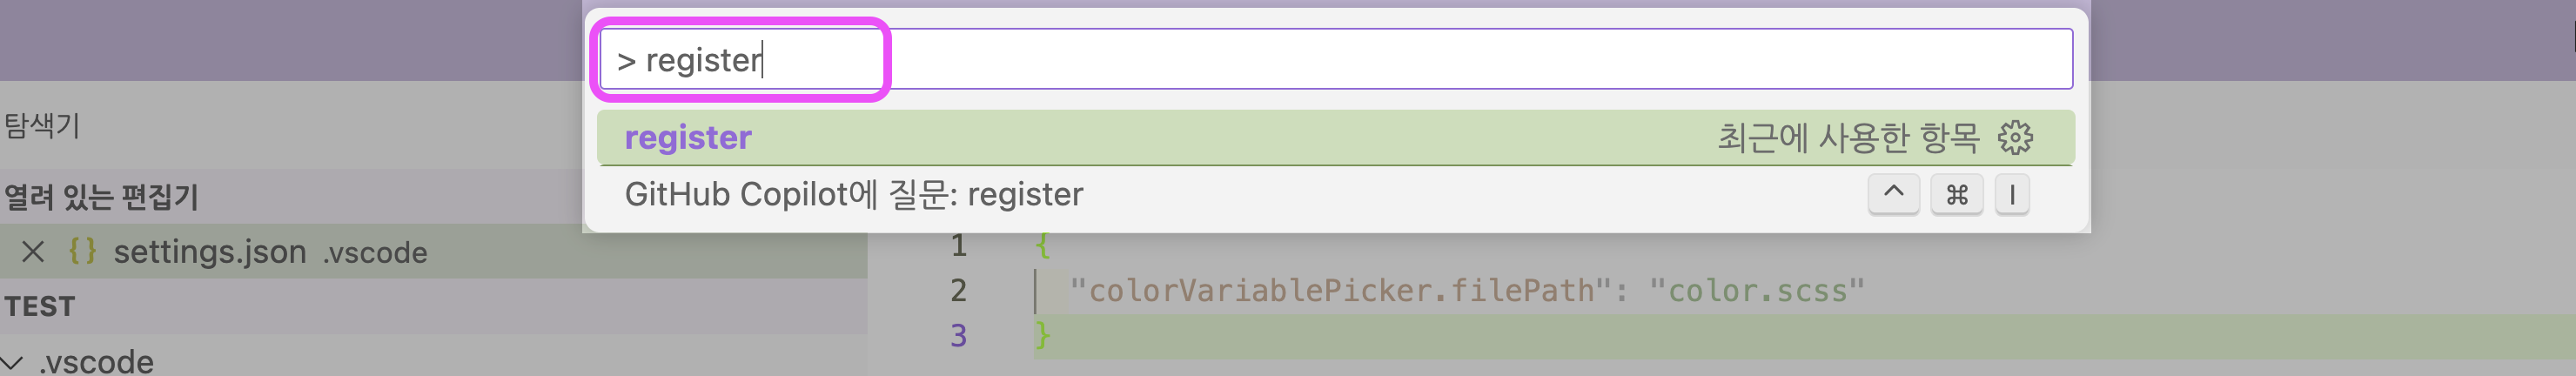 > register
register 최근에 사용한 항목
GitHub Copilot에 질문: register ^ ⌘ I
탐색기
열려 있는 편집기
{} settings.json .vscode
TEST
.vscode
1 {
2 "colorVariablePicker.filePath": "color.scss"
3 }